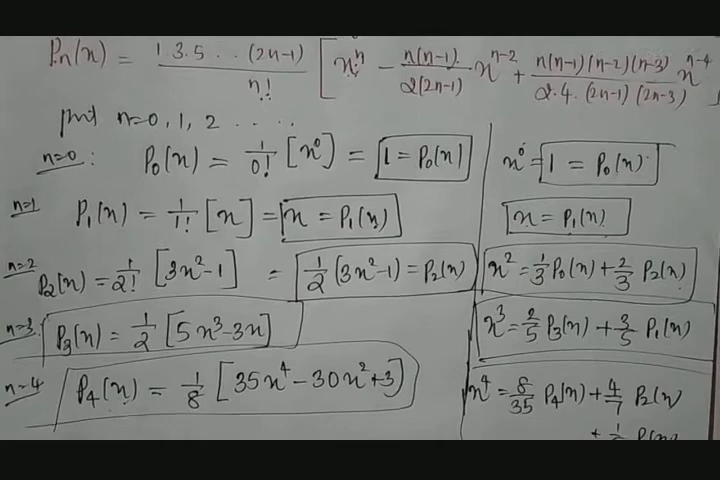 Pn(x) = 1.3.5...(2n-1)/n! [x^n - n(n-1)/2(2n-1) x^(n-2) + n(n-1)(n-2)(n-3)/2.4.(2n-1)(2n-3) x^(n-4)]
put n=0, 1, 2 .....
n=0 : P0(x) = 1/0! [x^0] = 1 = P0(x)
x^0 = 1 = P0(x).
n=1 P1(x) = 1/1! [x] = x = P1(x)
x = P1(x)
n=2 P2(x) = 1/2! [3x^2-1] = 1/2 (3x^2-1) = P2(x)
x^2 = 1/3 P0(x) + 2/3 P2(x)
n=3. P3(x) = 1/2 [5x^3-3x]
x^3 = 2/5 P3(x) + 3/5 P1(x)
n=4 P4(x) = 1/8 [35x^4 - 30x^2 + 3]
x^4 = 8/35 P4(x) + 4/7 P2(x)